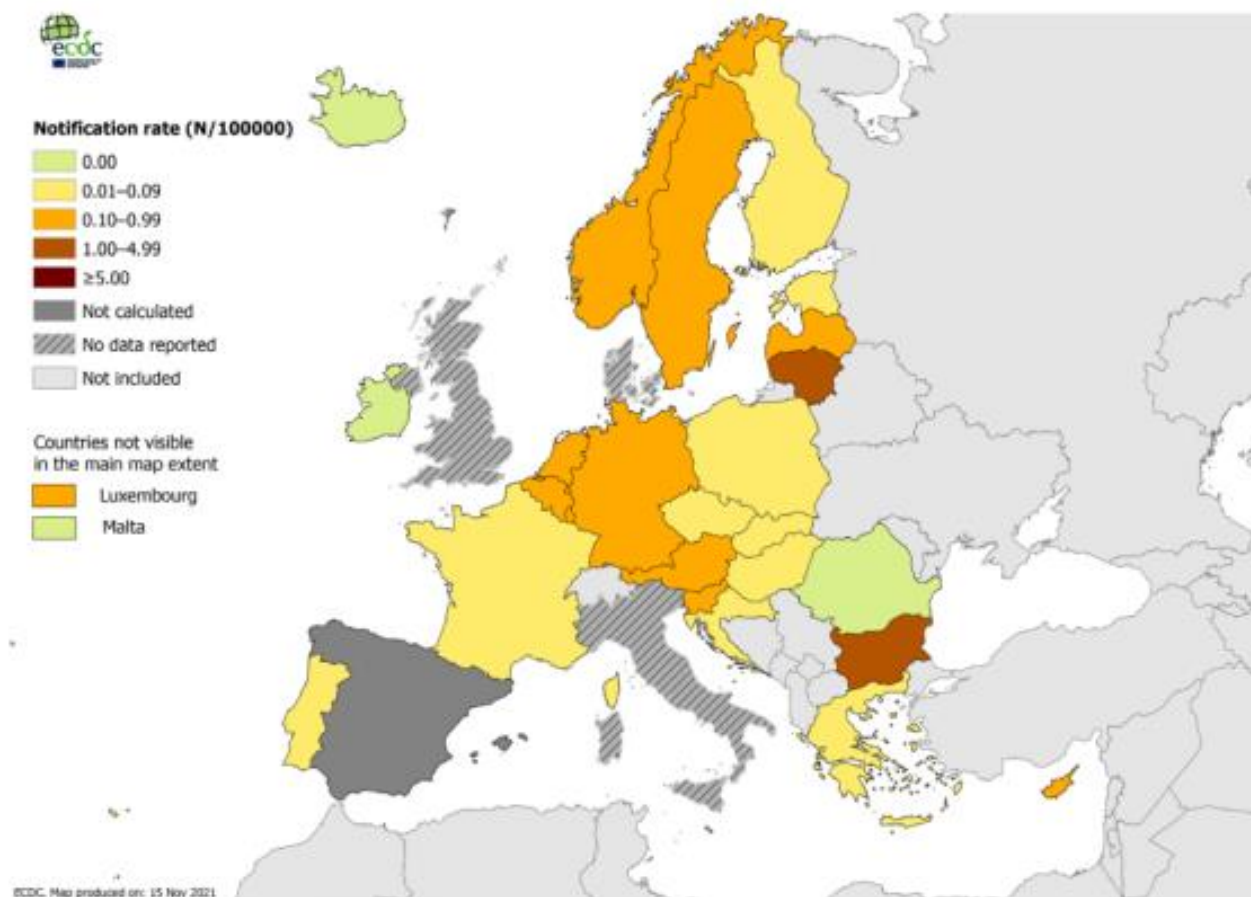 ecdc
Notification rate (N/100000)
0.00
0.01–0.09
0.10–0.99
1.00–4.99
≥5.00
Not calculated
No data reported
Not included
Countries not visible
in the main map extent
Luxembourg
Malta
ECDC. Map produced on: 15 Nov 2021